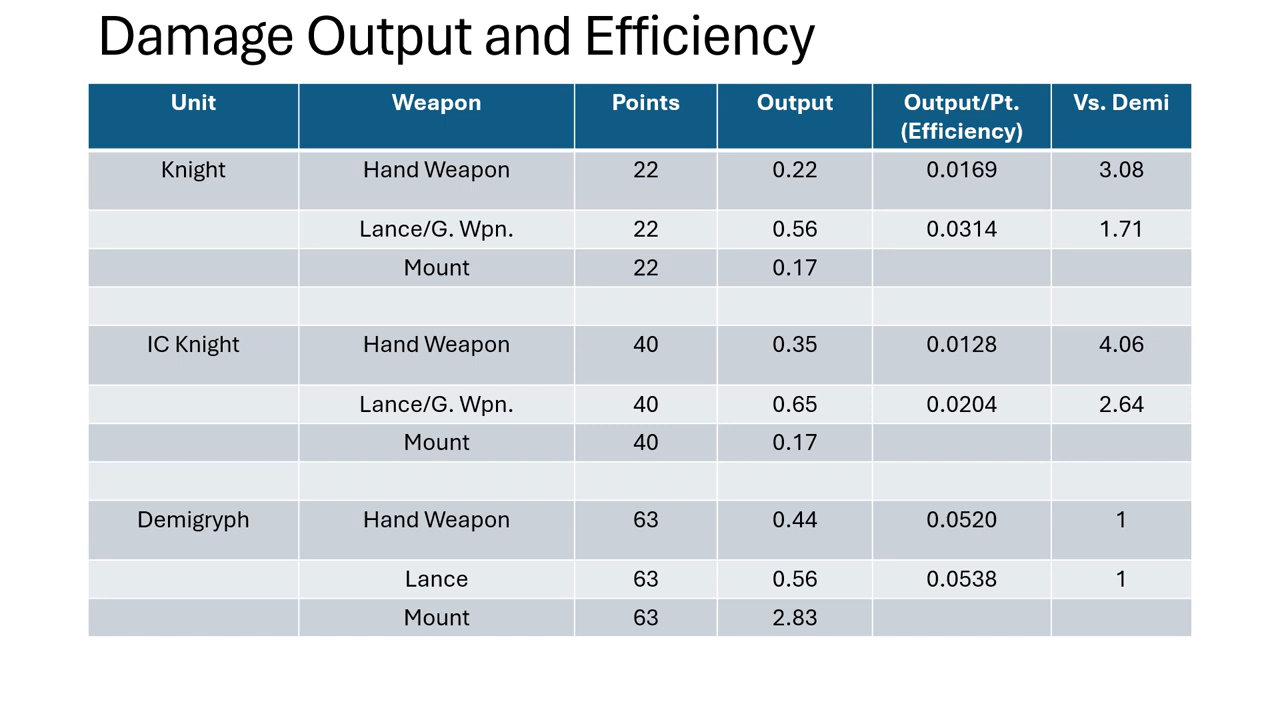 Damage Output and Efficiency
Unit Weapon Points Output Output/Pt. (Efficiency) Vs. Demi
Knight Hand Weapon 22 0.22 0.0169 3.08
Lance/G. Wpn. 22 0.56 0.0314 1.71
Mount 22 0.17
IC Knight Hand Weapon 40 0.35 0.0128 4.06
Lance/G. Wpn. 40 0.65 0.0204 2.64
Mount 40 0.17
Demigryph Hand Weapon 63 0.44 0.0520 1
Lance 63 0.56 0.0538 1
Mount 63 2.83